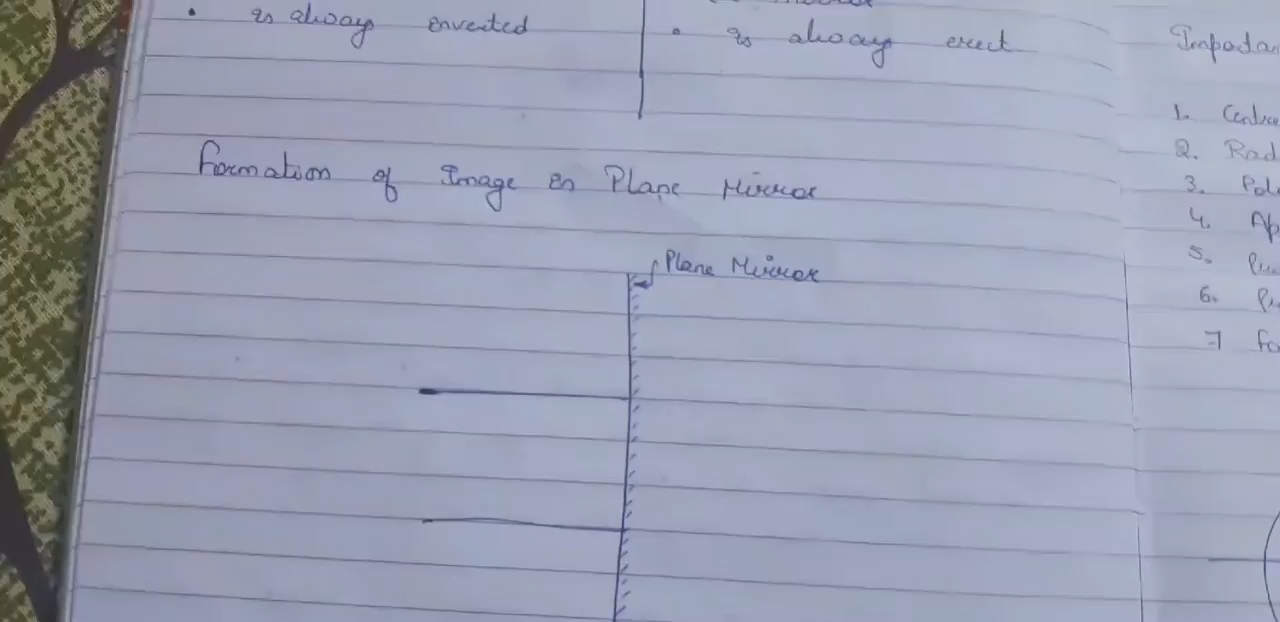 is always inverted
is always erect
Formation of Image in Plane Mirror
Plane Mirror
1.
2.
3.
4.
5.
6.
7